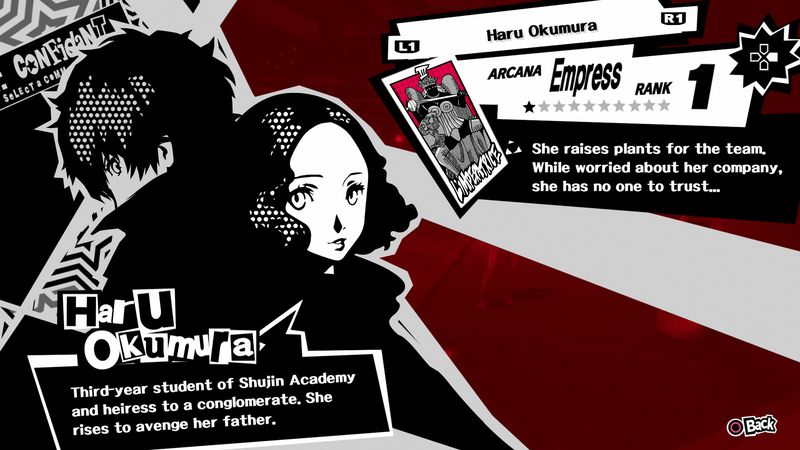 CONFIDANT
L1
Haru Okumura
R1
ARCANA Empress RANK 1
III
L'IMPERATRICE
She raises plants for the team.
While worried about her company,
she has no one to trust...
Haru
Okumura
Third-year student of Shujin Academy
and heiress to a conglomerate. She
rises to avenge her father.
Back